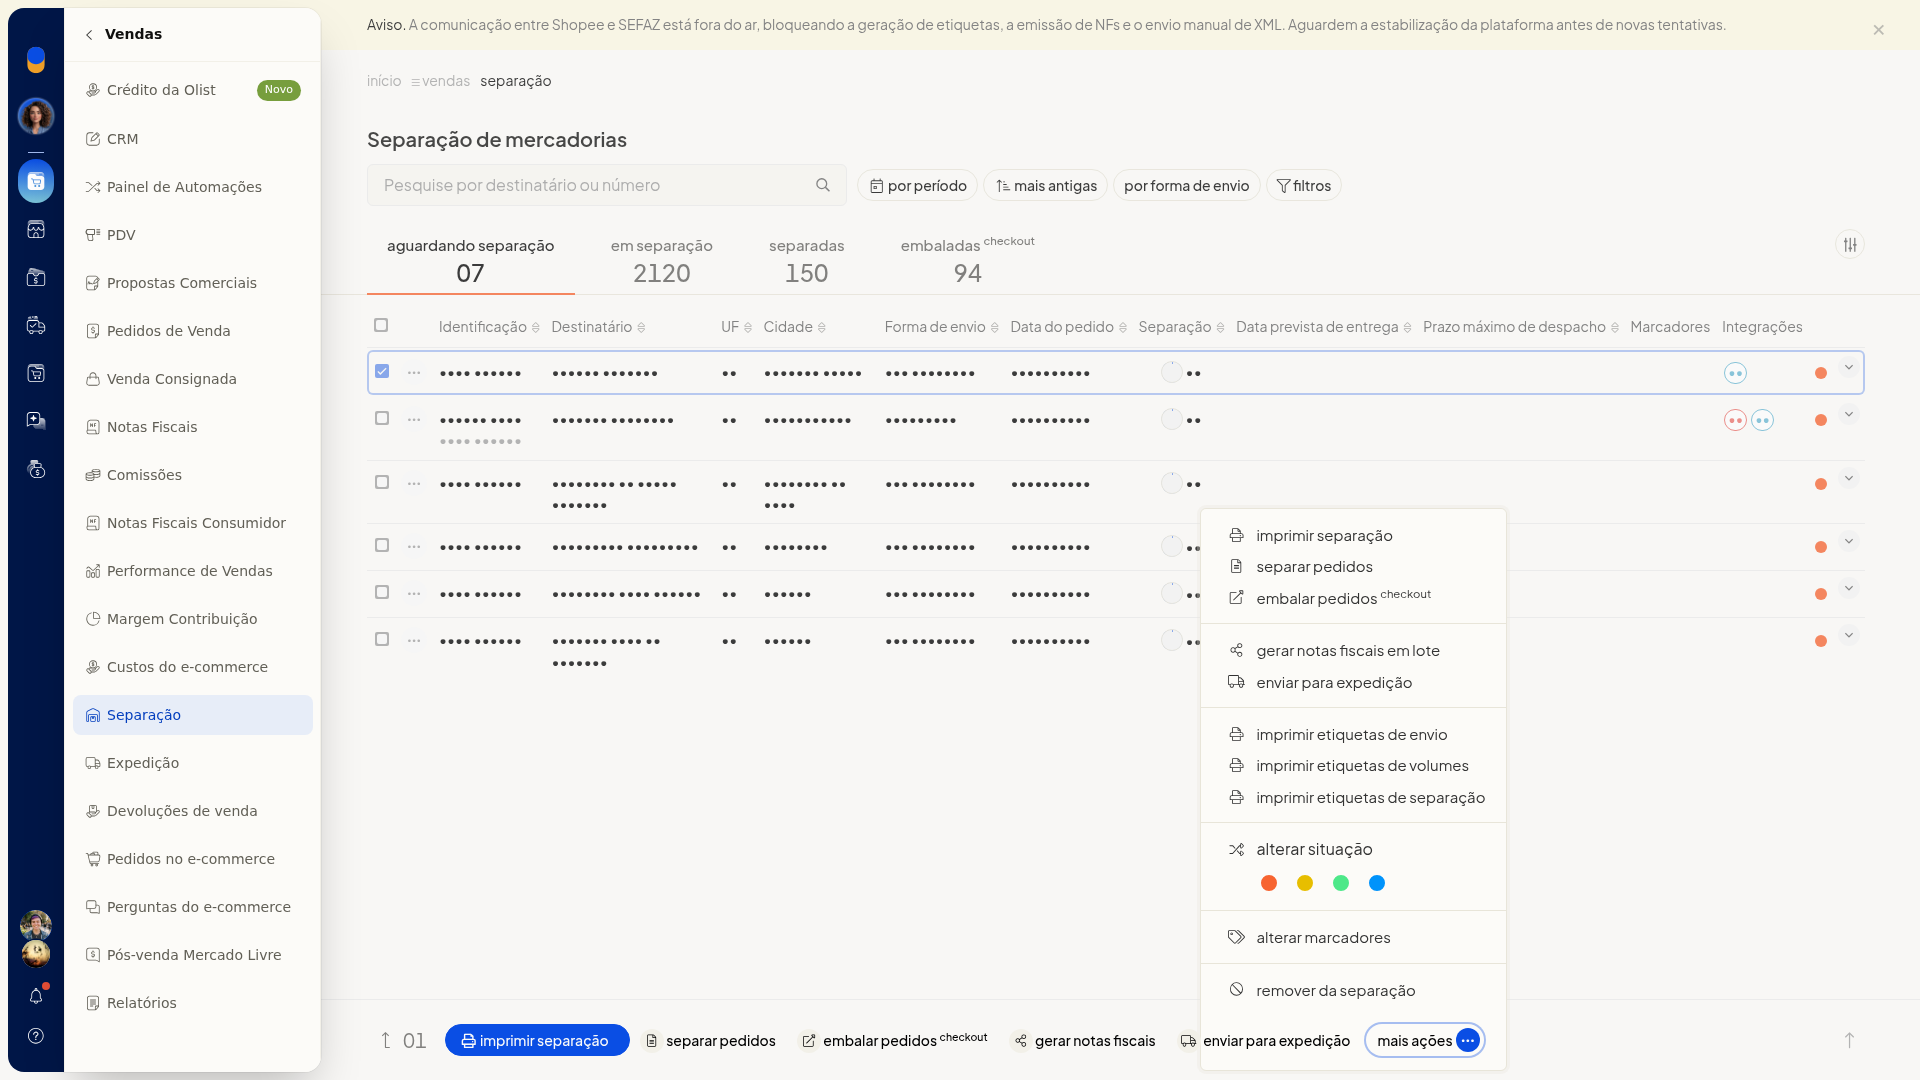 Aviso. A comunicação entre Shopee e SEFAZ está fora do ar, bloqueando a geração de etiquetas, a emissão de NFs e o envio manual de XML. Aguardem a estabilização da plataforma antes de novas tentativas.
Vendas
Crédito da Olist Novo
CRM
Painel de Automações
PDV
Propostas Comerciais
Pedidos de Venda
Venda Consignada
Notas Fiscais
Comissões
Notas Fiscais Consumidor
Performance de Vendas
Margem Contribuição
Custos do e-commerce
Separação
Expedição
Devoluções de venda
Pedidos no e-commerce
Perguntas do e-commerce
Pós-venda Mercado Livre
Relatórios
início vendas separação
Separação de mercadorias
Pesquise por destinatário ou número
por período mais antigas por forma de envio filtros
aguardando separação em separação separadas embaladas checkout
07 2120 150 94
Identificação Destinatário UF Cidade Forma de envio Data do pedido Separação Data prevista de entrega Prazo máximo de despacho Marcadores Integrações
imprimir separação
separar pedidos
embalar pedidos checkout
gerar notas fiscais em lote
enviar para expedição
imprimir etiquetas de envio
imprimir etiquetas de volumes
imprimir etiquetas de separação
alterar situação
alterar marcadores
remover da separação
01 imprimir separação separar pedidos embalar pedidos checkout gerar notas fiscais enviar para expedição mais ações